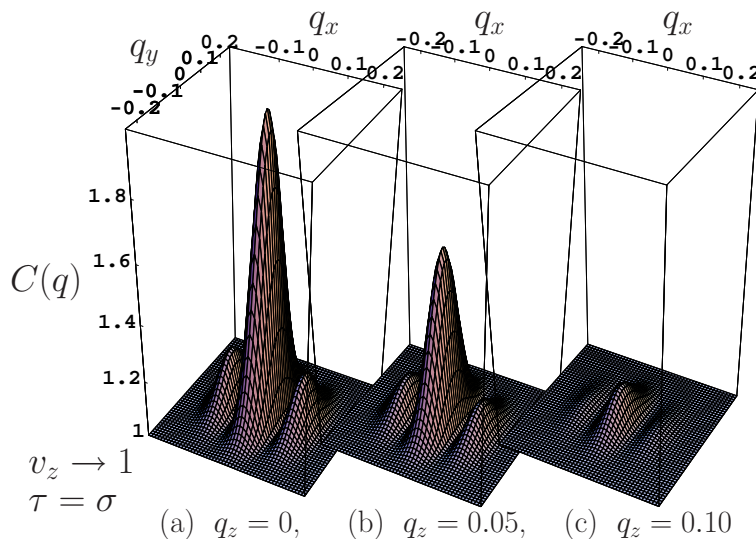 q_x q_x q_x
q_y
0.2 -0.2 -0.1 0 0.1 0.2 -0.2 -0.1 0 0.1 0.2
0.1 -0.1 0 0.1 0.2
0
-0.1
-0.2
1.8
1.6
C(q)
1.4
1.2
1
v_z → 1
τ = σ
(a) q_z = 0, (b) q_z = 0.05, (c) q_z = 0.10